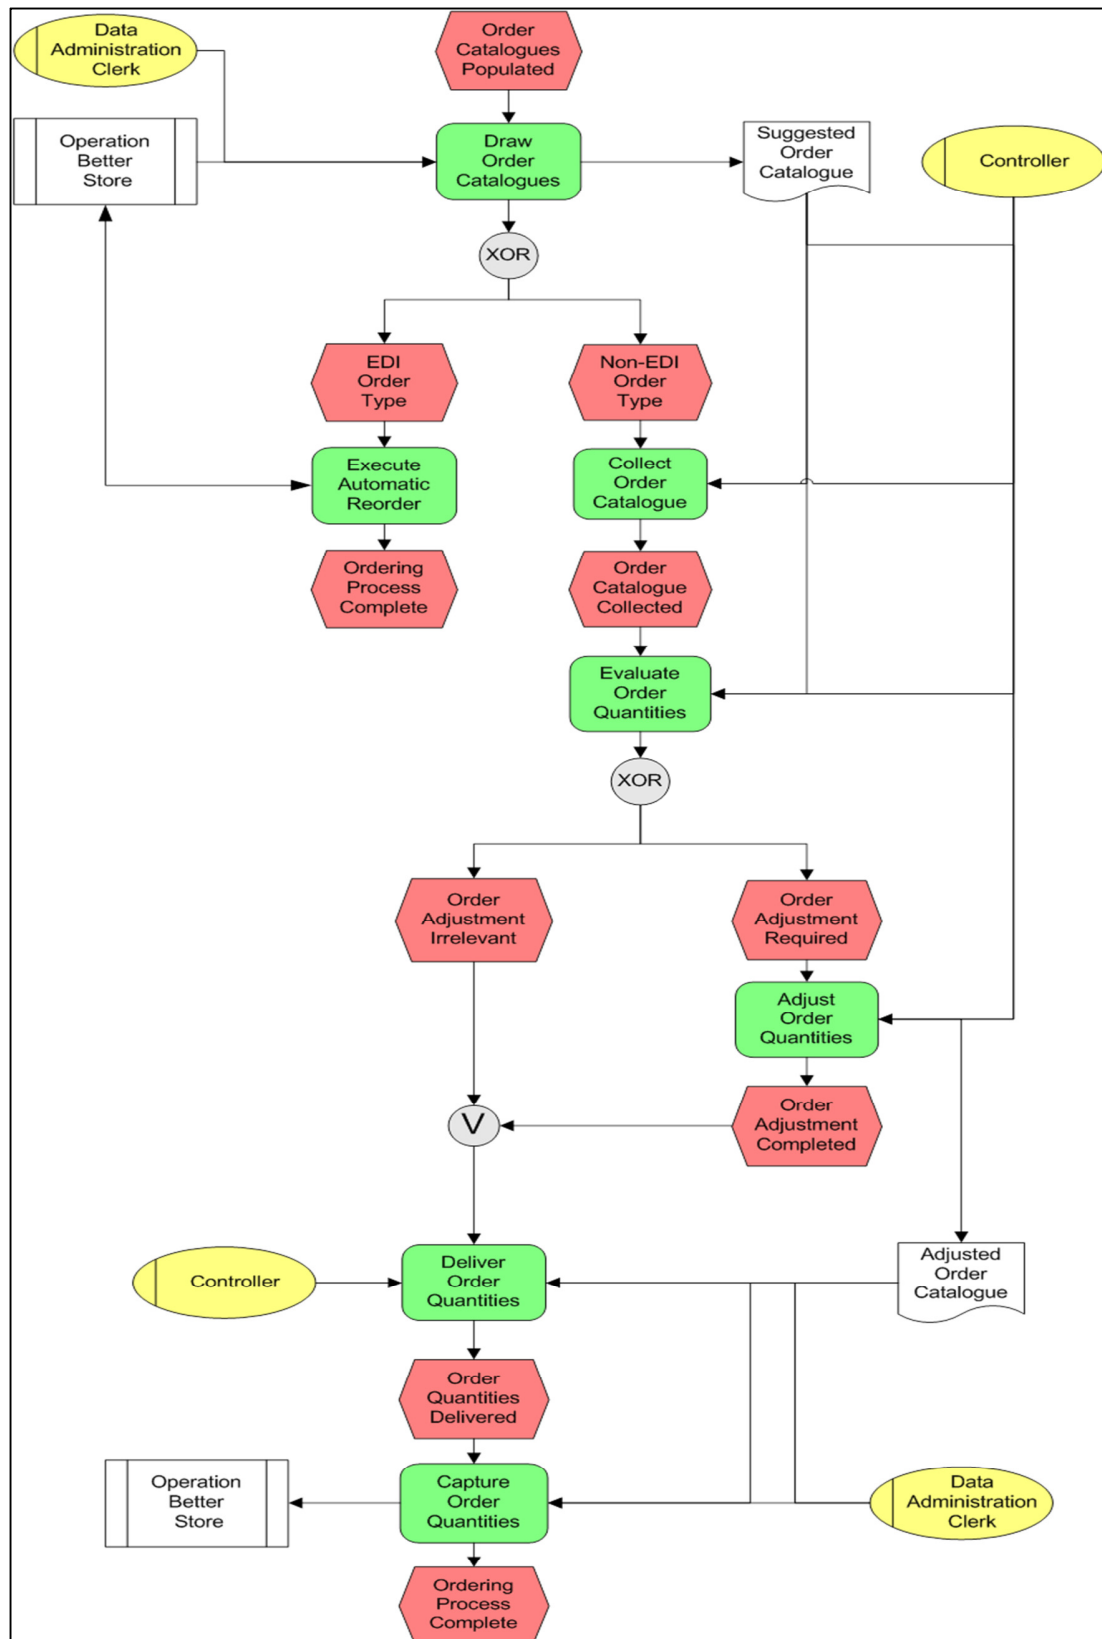 Data
Administration
Clerk
Order
Catalogues
Populated
Operation
Better
Store
Draw
Order
Catalogues
Suggested
Order
Catalogue
Controller
XOR
EDI
Order
Type
Non-EDI
Order
Type
Execute
Automatic
Reorder
Collect
Order
Catalogue
Ordering
Process
Complete
Order
Catalogue
Collected
Evaluate
Order
Quantities
XOR
Order
Adjustment
Irrelevant
Order
Adjustment
Required
Adjust
Order
Quantities
V
Order
Adjustment
Completed
Controller
Deliver
Order
Quantities
Adjusted
Order
Catalogue
Order
Quantities
Delivered
Operation
Better
Store
Capture
Order
Quantities
Data
Administration
Clerk
Ordering
Process
Complete